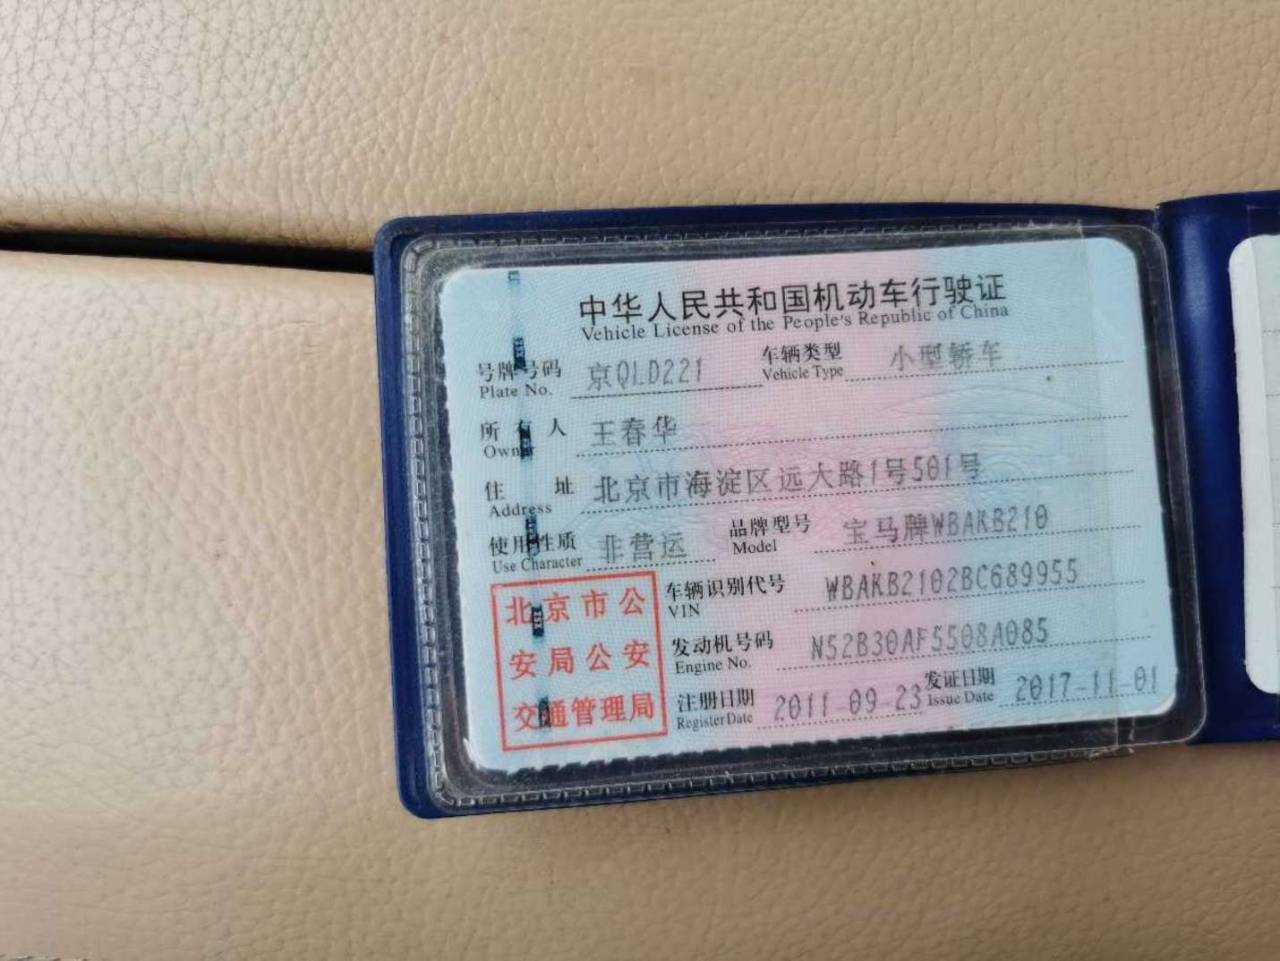 中华人民共和国机动车行驶证
Vehicle License of the People's Republic of China
号牌号码 京QLD221 车辆类型 小型轿车
Plate No. Vehicle Type
所有人 王春华
Owner
住址 北京市海淀区远大路1号501号
Address
使用性质 非营运 品牌型号 宝马牌WBAKB210
Use Character Model
车辆识别代号 WBAKB2102BC689955
VIN
发动机号码 N52B30AF5508A085
Engine No.
注册日期 2011-09-23 发证日期 2017-11-01
Register Date Issue Date
北京市公
安局公安
交通管理局